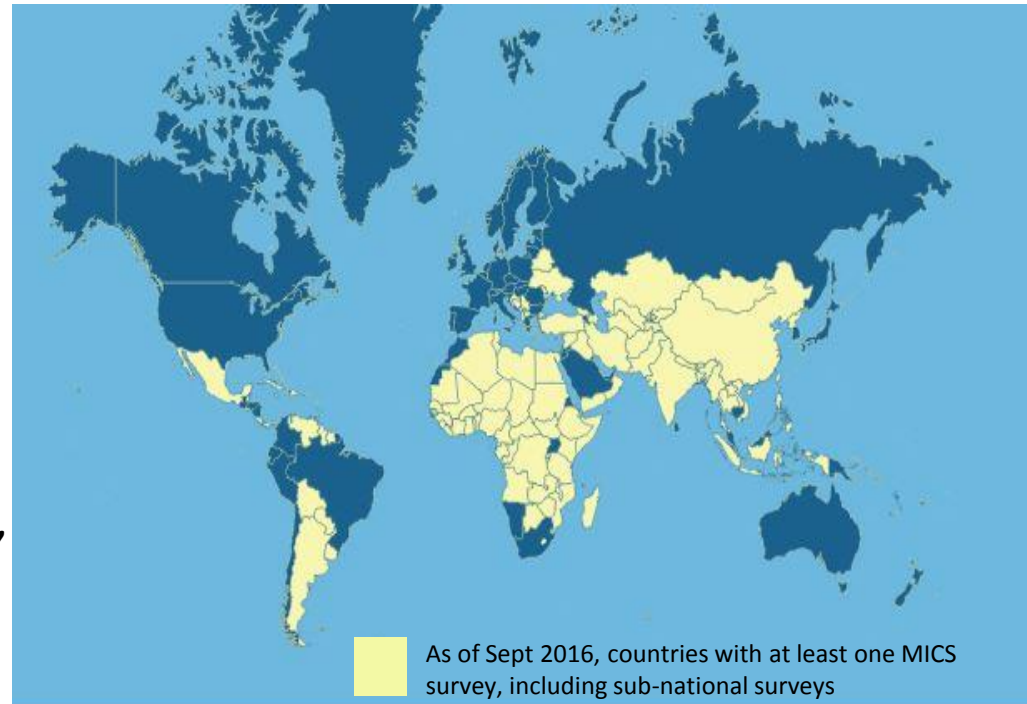 As of Sept 2016, countries with at least one MICS
survey, including sub-national surveys